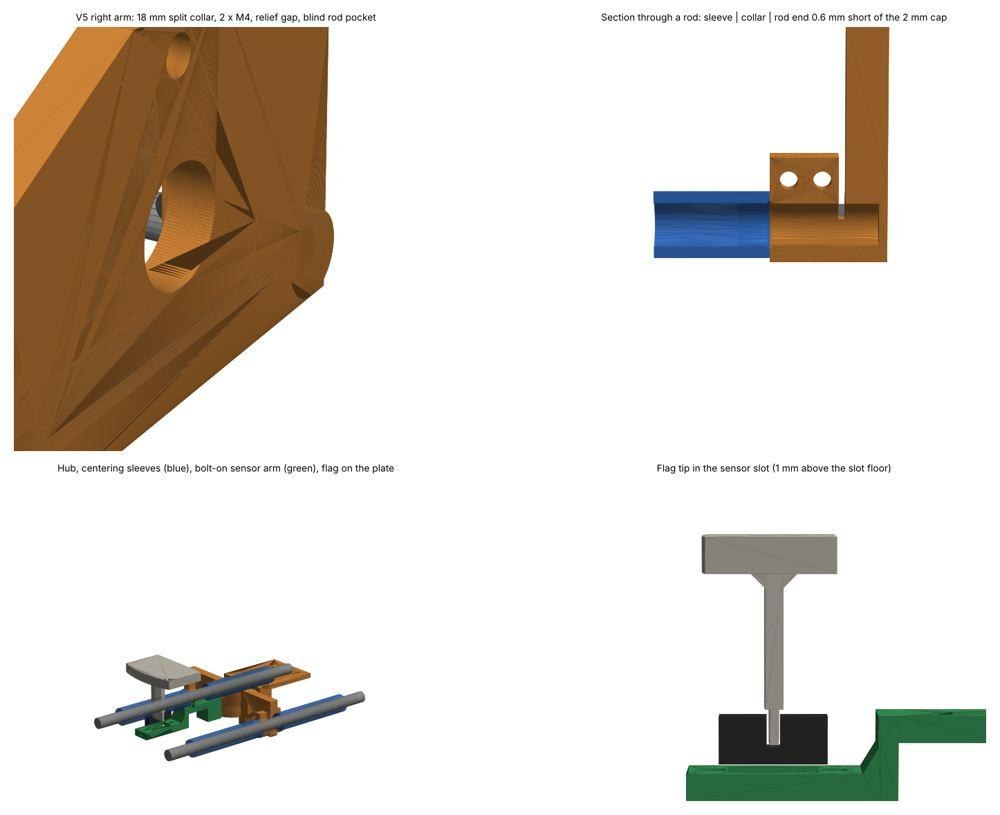 V5 right arm: 18 mm split collar, 2 x M4, relief gap, blind rod pocket
Section through a rod: sleeve | collar | rod end 0.6 mm short of the 2 mm cap
Hub, centering sleeves (blue), bolt-on sensor arm (green), flag on the plate
Flag tip in the sensor slot (1 mm above the slot floor)